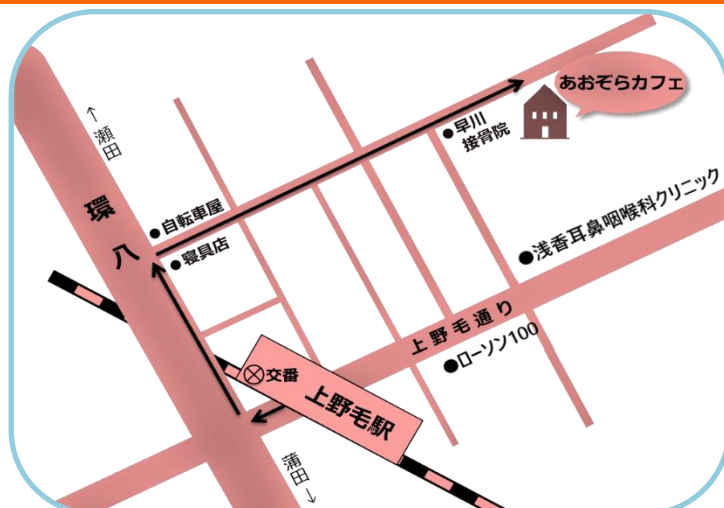 あおぞらカフェ
←瀬田
環八
●自転車屋
●寝具店
●早川
接骨院
●浅香耳鼻咽喉科クリニック
上野毛通り
●ローソン100
交番
上野毛駅
蒲田→